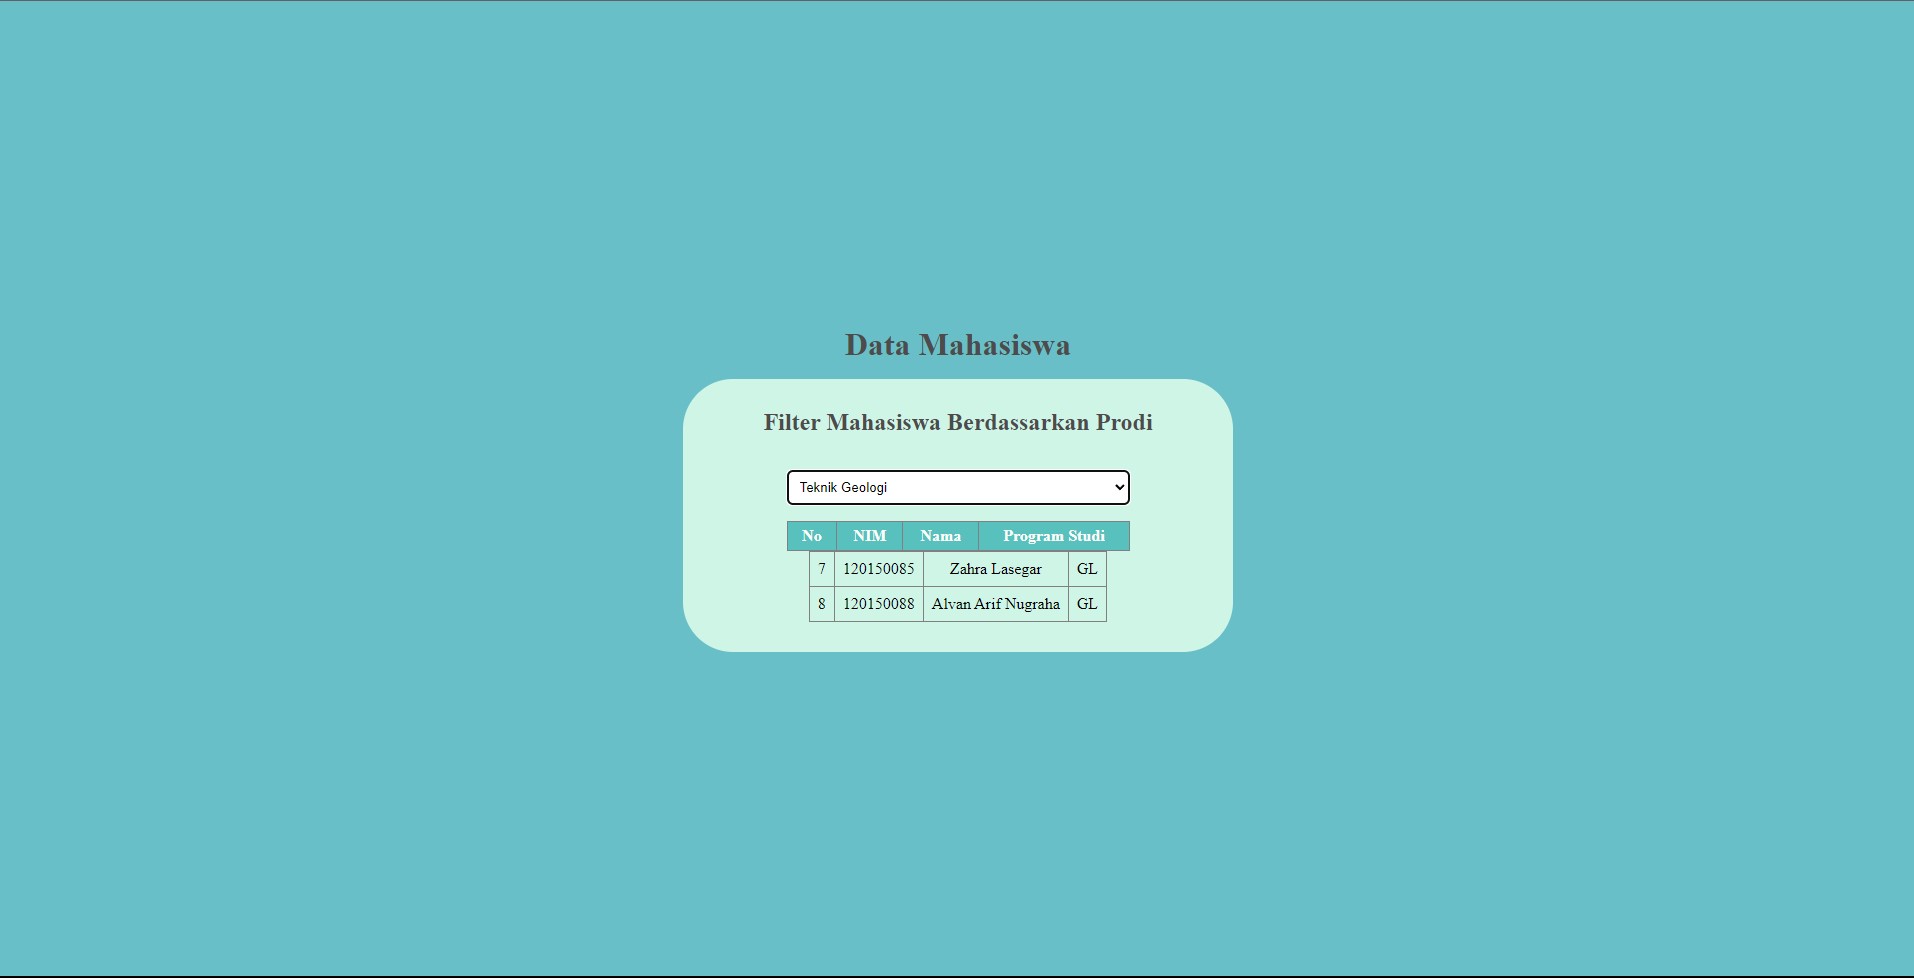 Data Mahasiswa
Filter Mahasiswa Berdassarkan Prodi
Teknik Geologi
No NIM Nama Program Studi
7 120150085 Zahra Lasegar GL
8 120150088 Alvan Arif Nugraha GL